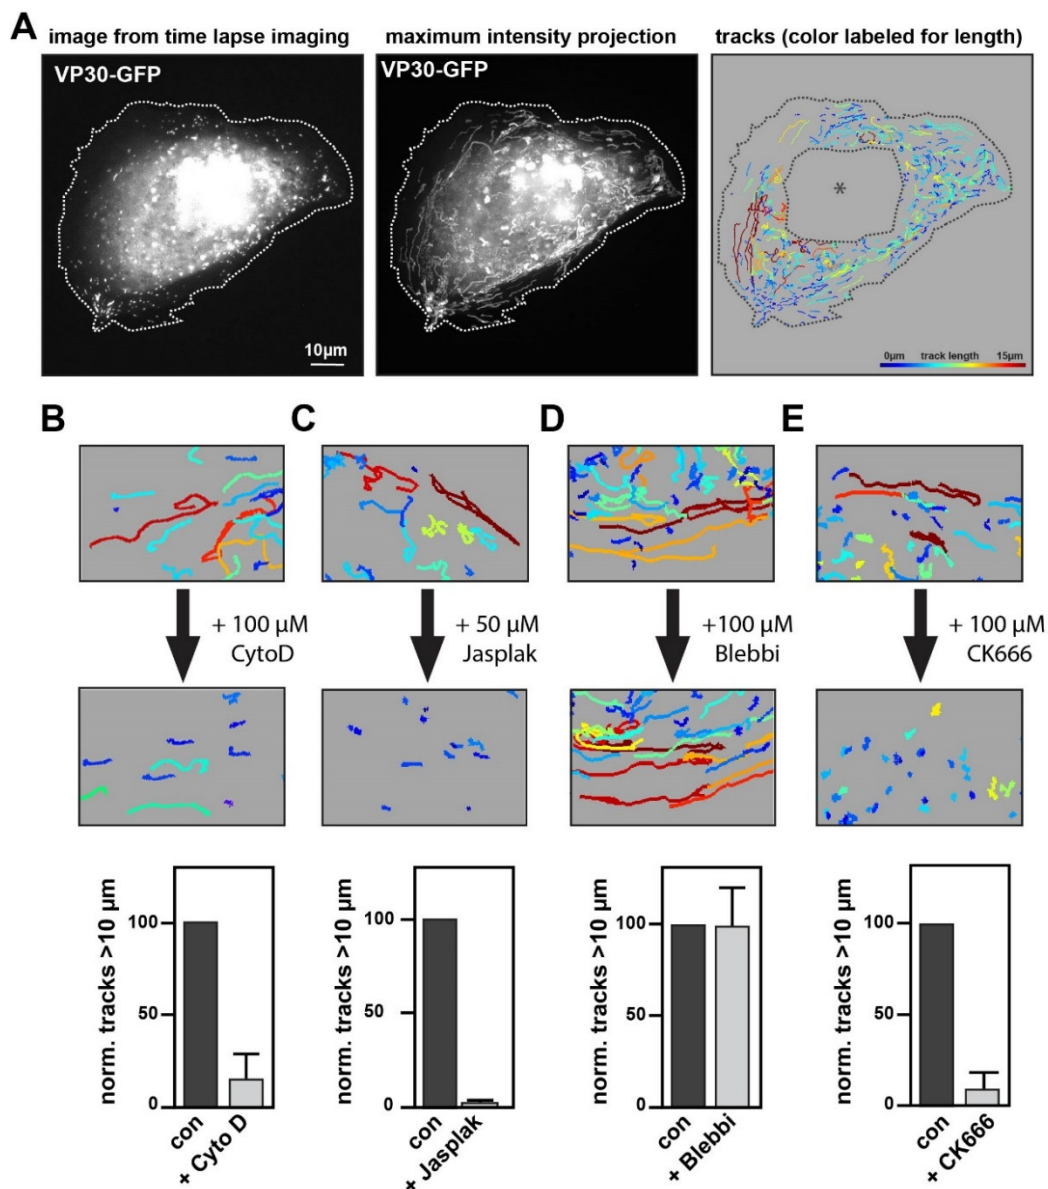 A
image from time lapse imaging
maximum intensity projection
tracks (color labeled for length)
VP30-GFP
VP30-GFP
*
10µm
0µm track length 15µm
B
C
D
E
+ 100 µM
CytoD
+ 50 µM
Jasplak
+100 µM
Blebbi
+ 100 µM
CK666
norm. tracks >10 µm
100
50
0
con
+ Cyto D
norm. tracks >10 µm
100
50
0
con
+ Jasplak
norm. tracks >10 µm
100
50
0
con
+ Blebbi
norm. tracks >10 µm
100
50
0
con
+ CK666